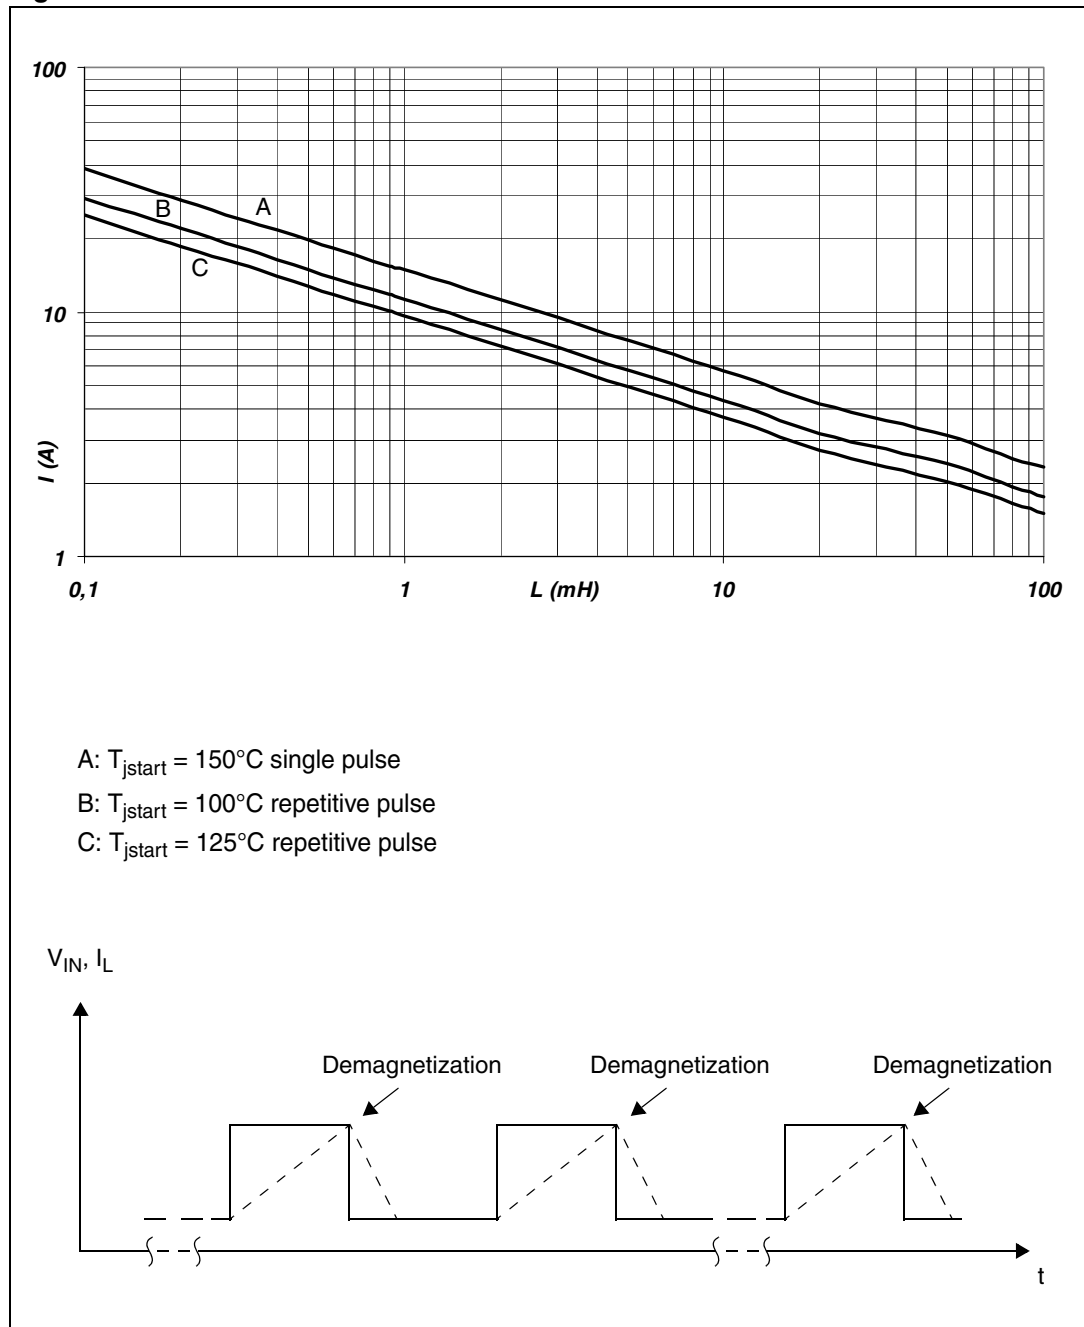 100
B
A
C
10
I (A)
1
0,1
1
L (mH)
10
100
A: Tjstart = 150°C single pulse
B: Tjstart = 100°C repetitive pulse
C: Tjstart = 125°C repetitive pulse
VIN, IL
Demagnetization
Demagnetization
Demagnetization
t